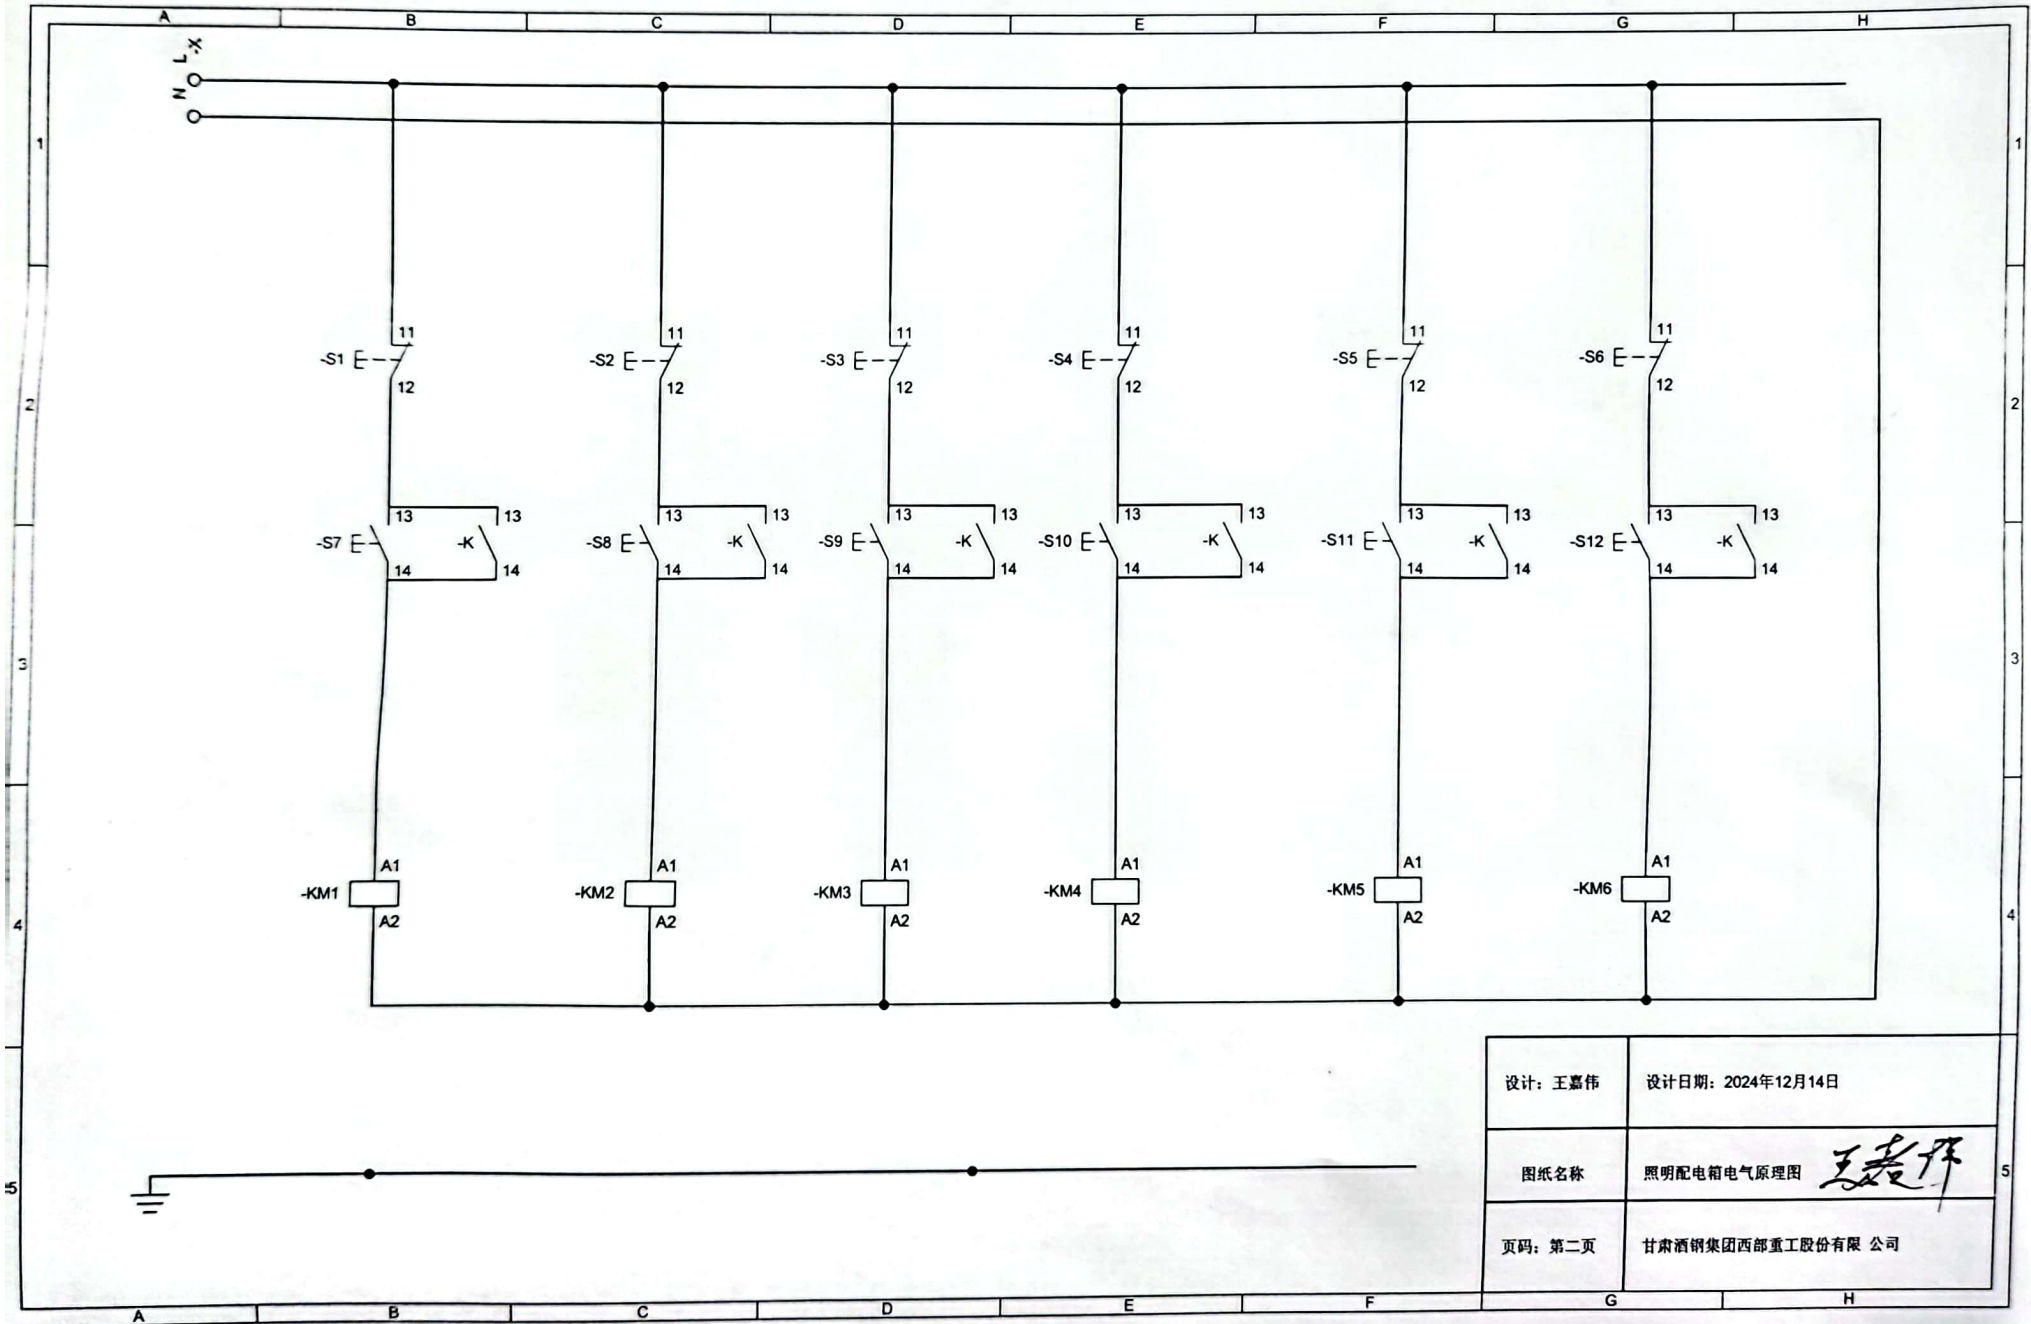 A B C D E F G H
L -X
N
1 1
11 11 11 11 11 11
-S1 -S2 -S3 -S4 -S5 -S6
12 12 12 12 12 12
2 2
13 13 13 13 13 13 13 13 13 13 13 13
-S7 -K -S8 -K -S9 -K -S10 -K -S11 -K -S12 -K
14 14 14 14 14 14 14 14 14 14 14 14
3 3
A1 A1 A1 A1 A1 A1
-KM1 -KM2 -KM3 -KM4 -KM5 -KM6
A2 A2 A2 A2 A2 A2
4 4
设计：王嘉伟 设计日期：2024年12月14日
图纸名称 照明配电箱电气原理图 王嘉伟
5 5
页码：第二页 甘肃酒钢集团西部重工股份有限 公司
A B C D E F G H